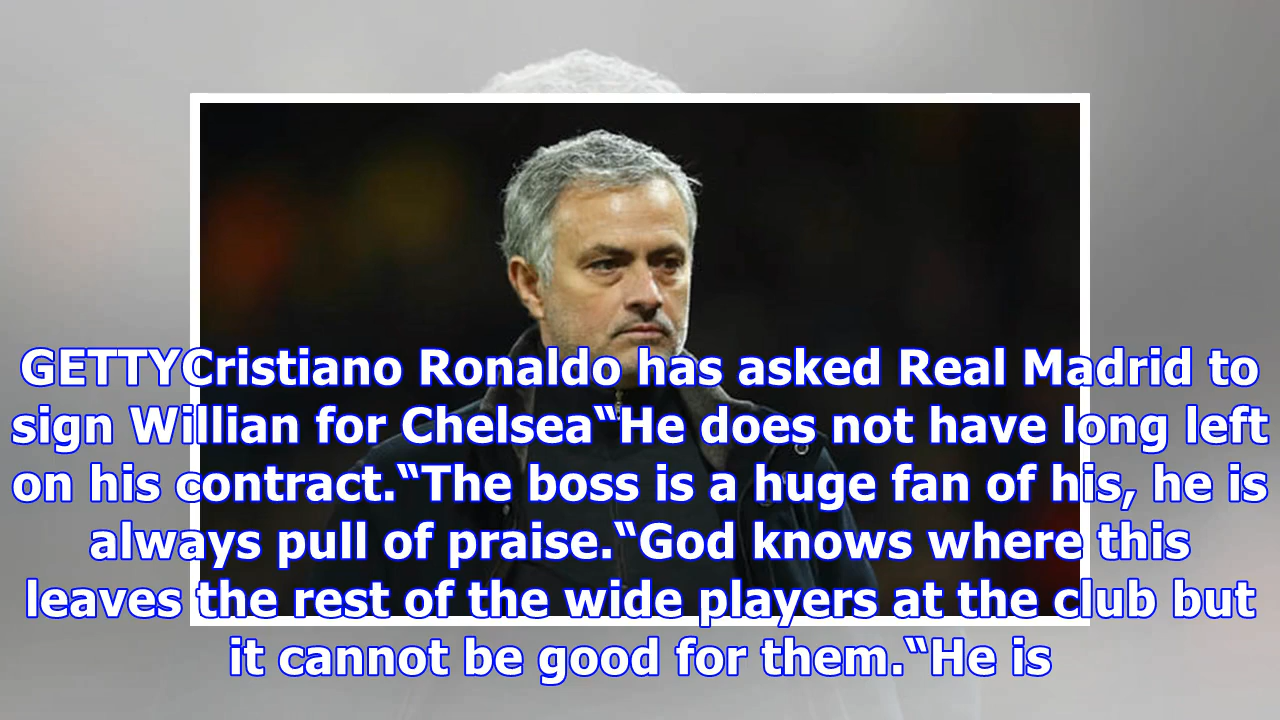 GETTYCristiano Ronaldo has asked Real Madrid to
sign Willian for Chelsea“He does not have long left
on his contract.“The boss is a huge fan of his, he is
always pull of praise.“God knows where this
leaves the rest of the wide players at the club but
it cannot be good for them.“He is